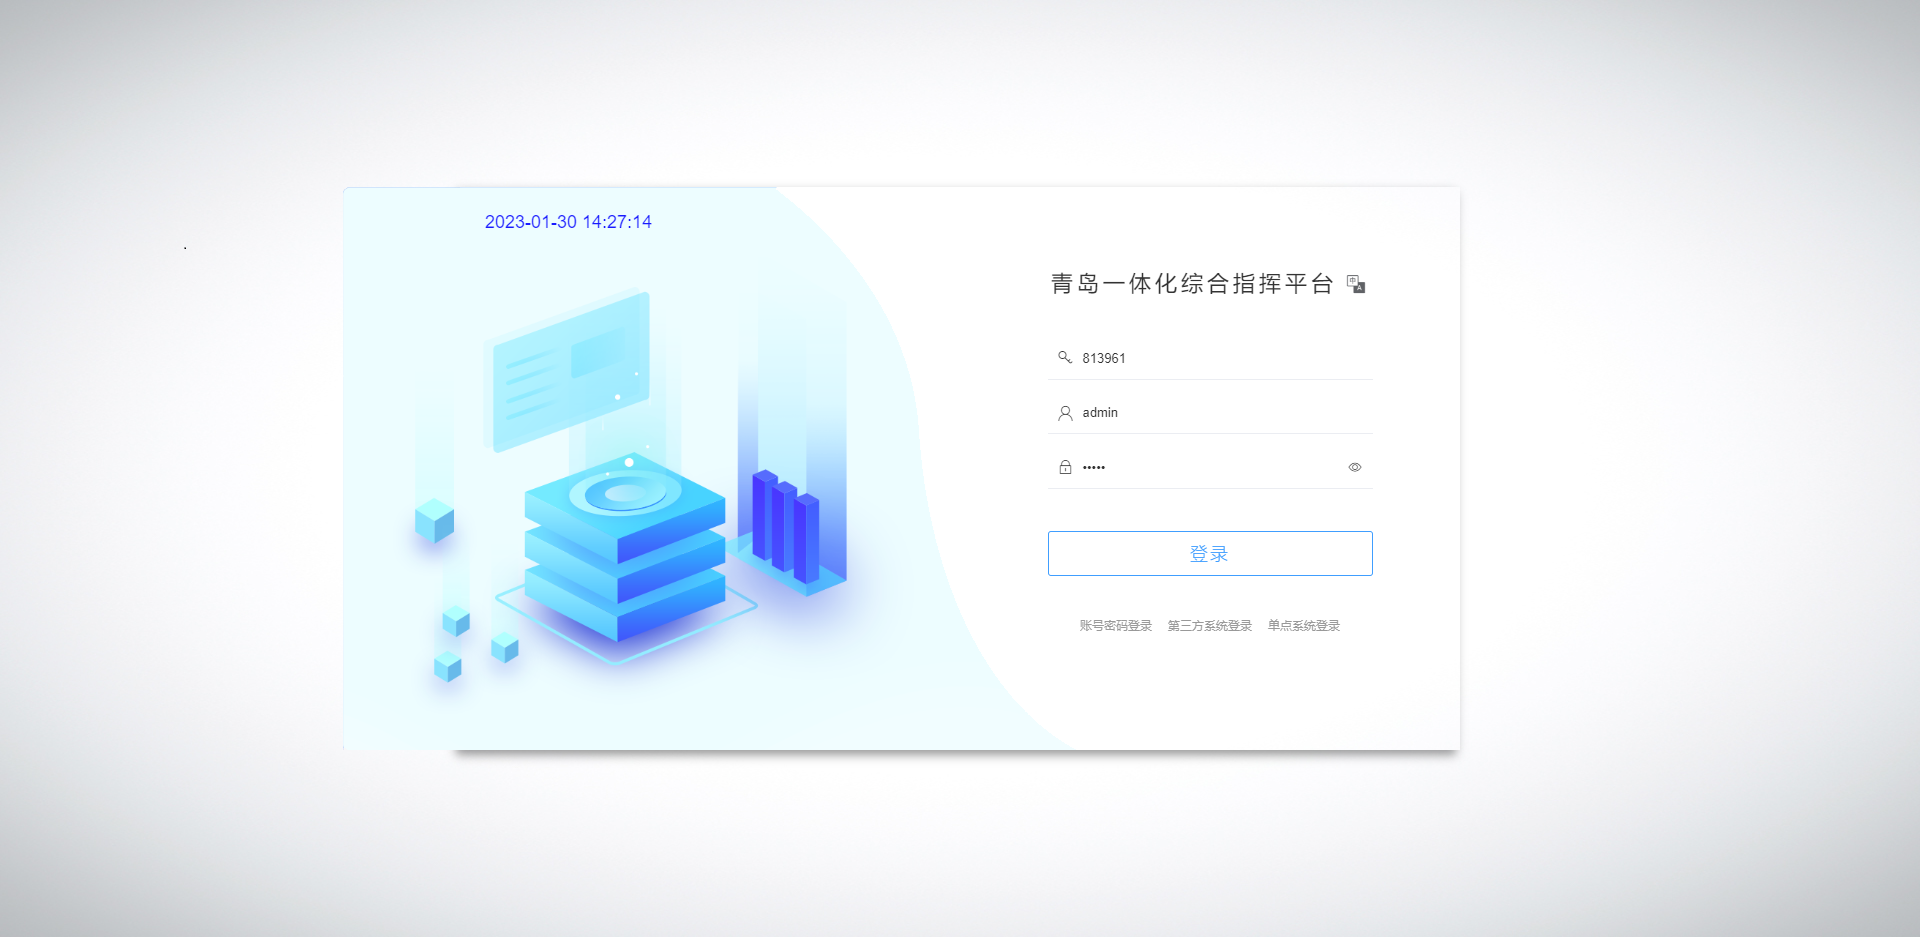 2023-01-30 14:27:14
青岛一体化综合指挥平台
813961
admin
•••••
登录
账号密码登录 第三方系统登录 单点系统登录